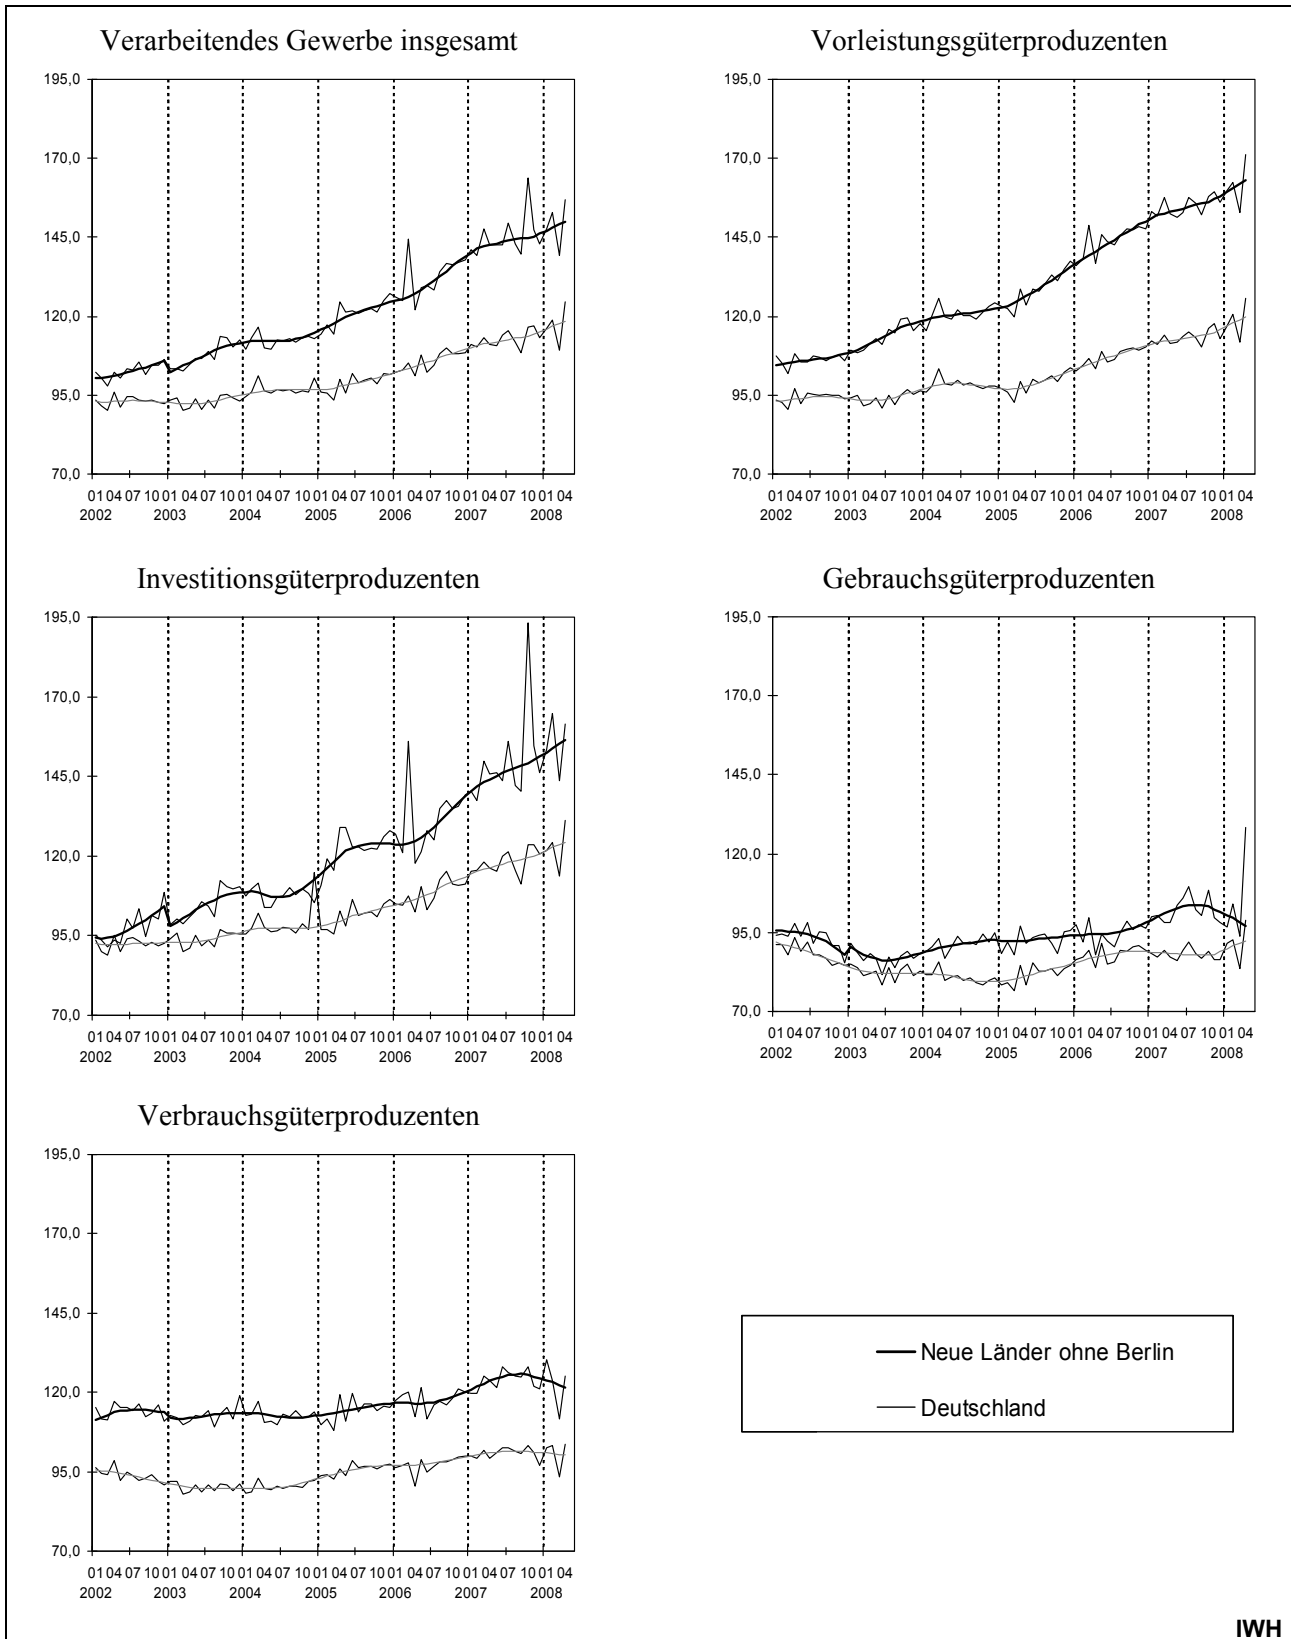 Verarbeitendes Gewerbe insgesamt
195,0
170,0
145,0
120,0
95,0
70,0
01 04 07 10 01 04 07 10 01 04 07 10 01 04 07 10 01 04 07 10 01 04 07 10 01 04
2002 2003 2004 2005 2006 2007 2008
Vorleistungsgüterproduzenten
195,0
170,0
145,0
120,0
95,0
70,0
01 04 07 10 01 04 07 10 01 04 07 10 01 04 07 10 01 04 07 10 01 04 07 10 01 04
2002 2003 2004 2005 2006 2007 2008
Investitionsgüterproduzenten
195,0
170,0
145,0
120,0
95,0
70,0
01 04 07 10 01 04 07 10 01 04 07 10 01 04 07 10 01 04 07 10 01 04 07 10 01 04
2002 2003 2004 2005 2006 2007 2008
Gebrauchsgüterproduzenten
195,0
170,0
145,0
120,0
95,0
70,0
01 04 07 10 01 04 07 10 01 04 07 10 01 04 07 10 01 04 07 10 01 04 07 10 01 04
2002 2003 2004 2005 2006 2007 2008
Verbrauchsgüterproduzenten
195,0
170,0
145,0
120,0
95,0
70,0
01 04 07 10 01 04 07 10 01 04 07 10 01 04 07 10 01 04 07 10 01 04 07 10 01 04
2002 2003 2004 2005 2006 2007 2008
Neue Länder ohne Berlin
Deutschland
IWH